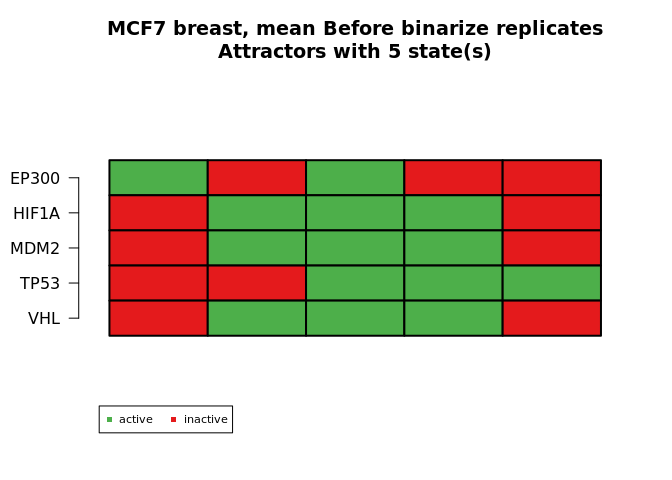 MCF7 breast, mean Before binarize replicates
Attractors with 5 state(s)
EP300
HIF1A
MDM2
TP53
VHL
active inactive